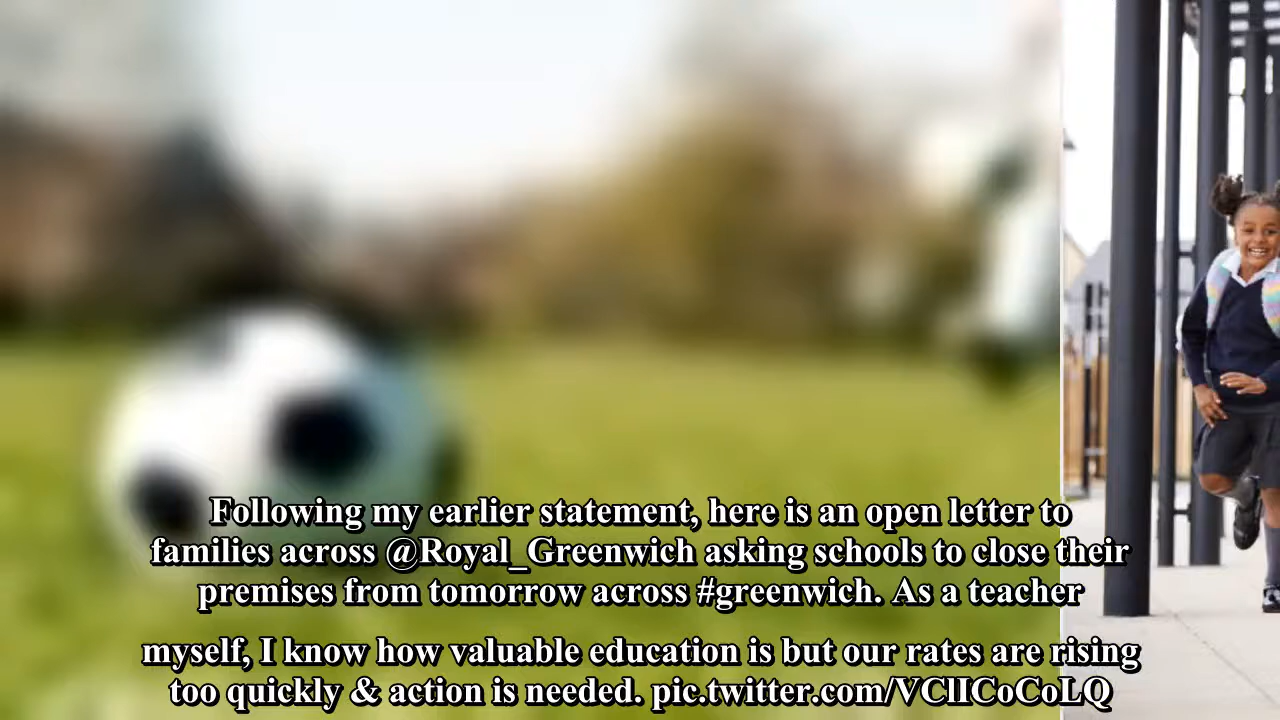 Following my earlier statement, here is an open letter to
families across @Royal_Greenwich asking schools to close their
premises from tomorrow across #greenwich. As a teacher
myself, I know how valuable education is but our rates are rising
too quickly & action is needed. pic.twitter.com/VClICoCoLQ